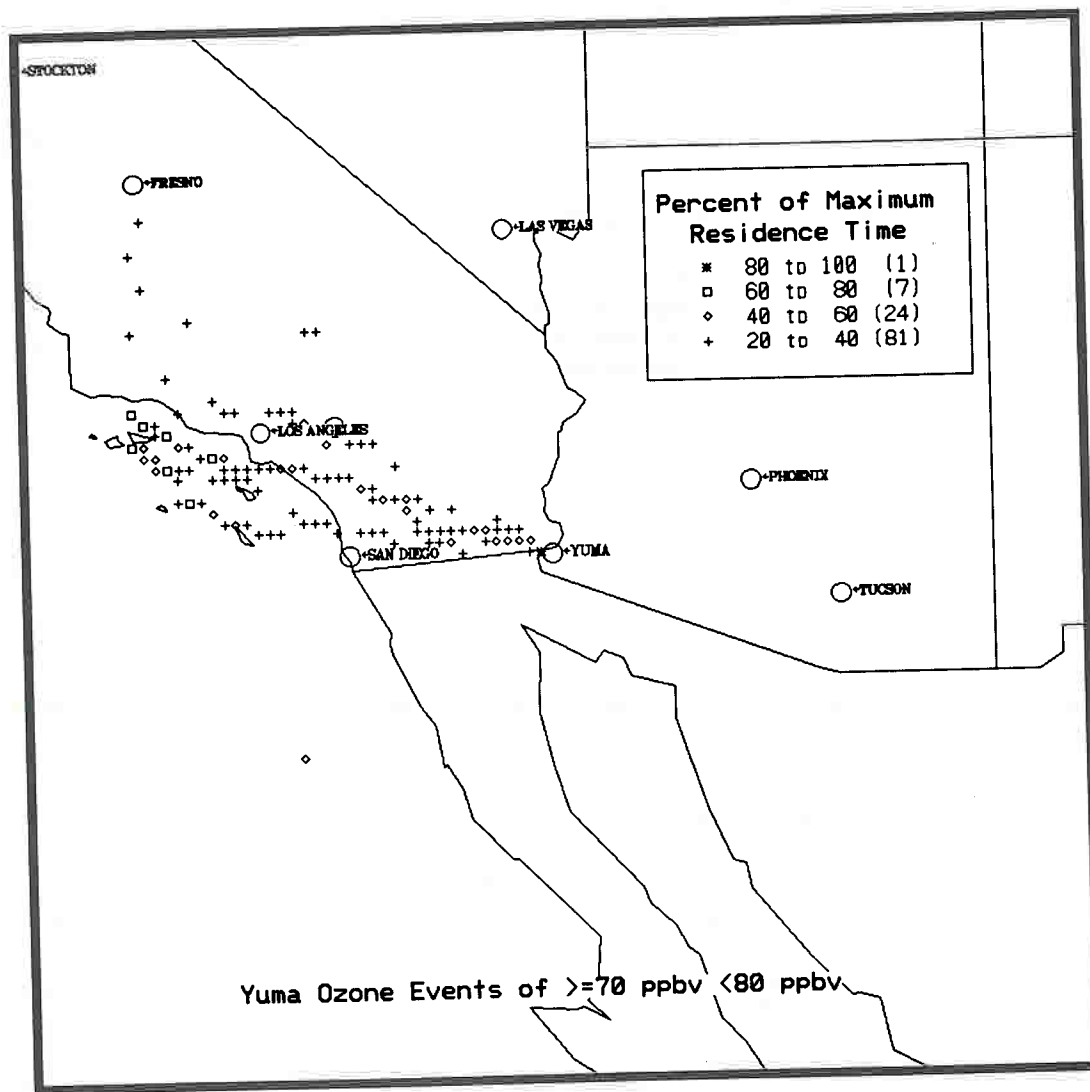 STOCKTON
FRESNO
LAS VEGAS
Percent of Maximum
Residence Time
* 80 to 100 (1)
□ 60 to 80 (7)
◇ 40 to 60 (24)
+ 20 to 40 (81)
LOS ANGELES
PHOENIX
SAN DIEGO
YUMA
TUCSON
Yuma Ozone Events of >=70 ppbv <80 ppbv